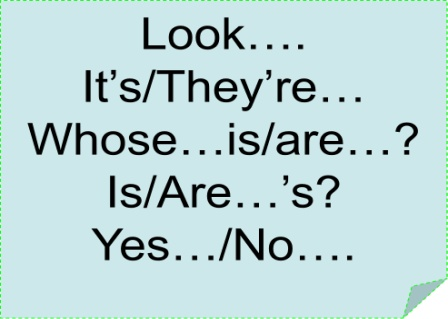 Look….
It’s/They’re…
Whose…is/are…?
Is/Are…’s?
Yes…/No….